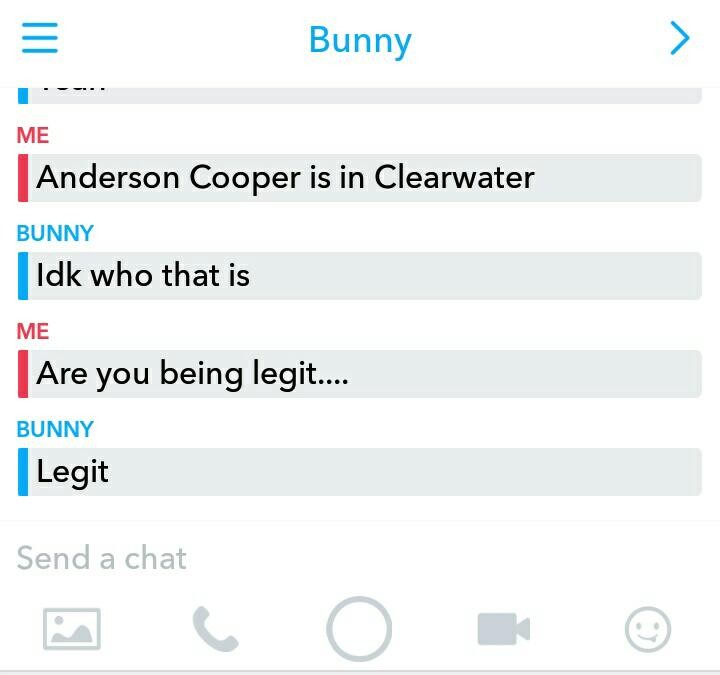 Bunny
ME
Anderson Cooper is in Clearwater
BUNNY
Idk who that is
ME
Are you being legit....
BUNNY
Legit
Send a chat